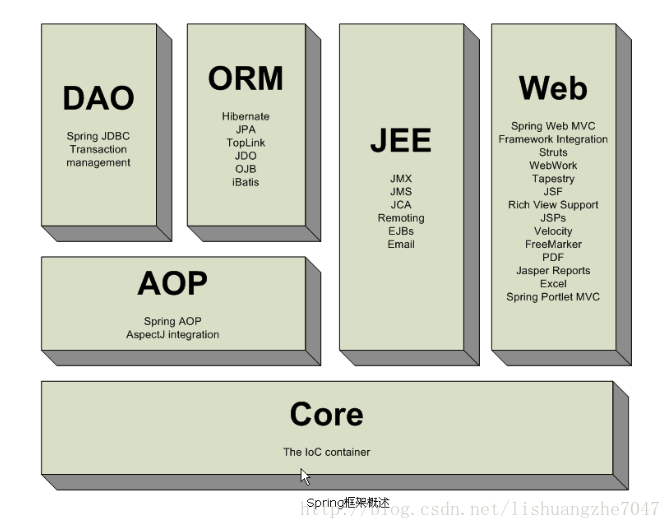 DAO
Spring JDBC
Transaction
management
ORM
Hibernate
JPA
TopLink
JDO
OJB
iBatis
JEE
JMX
JMS
JCA
Remoting
EJBs
Email
Web
Spring Web MVC
Framework Integration
Struts
WebWork
Tapestry
JSF
Rich View Support
JSPs
Velocity
FreeMarker
PDF
Jasper Reports
Excel
Spring Portlet MVC
AOP
Spring AOP
AspectJ integration
Core
The IoC container
Spring框架概述
http://blog.csdn.net/lishuangzhe7047